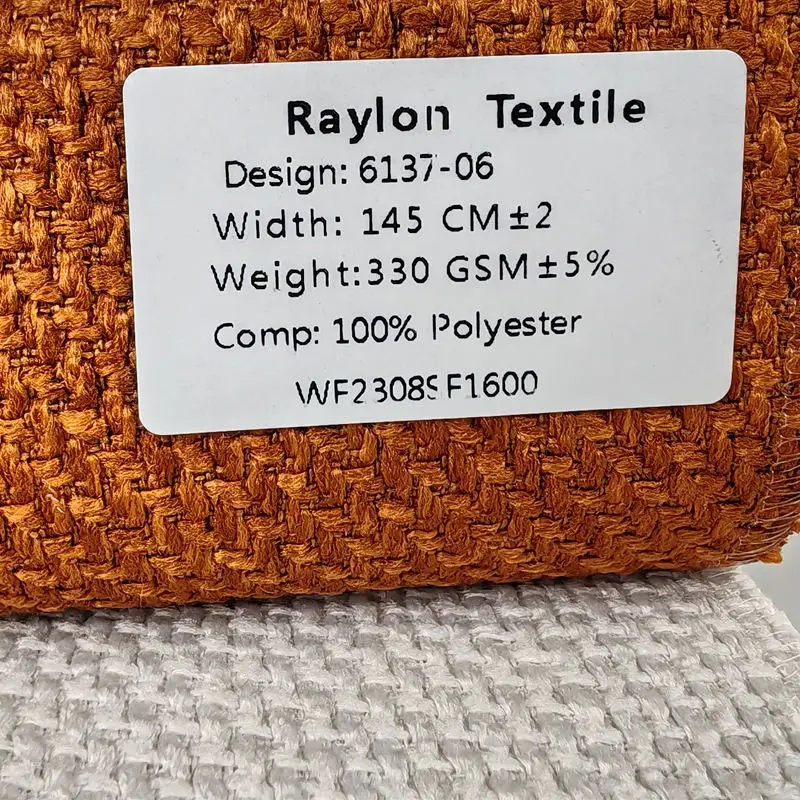 Raylon Textile
Design: 6137-06
Width: 145 CM±2
Weight:330 GSM±5%
Comp: 100% Polyester
WF2308SF1600